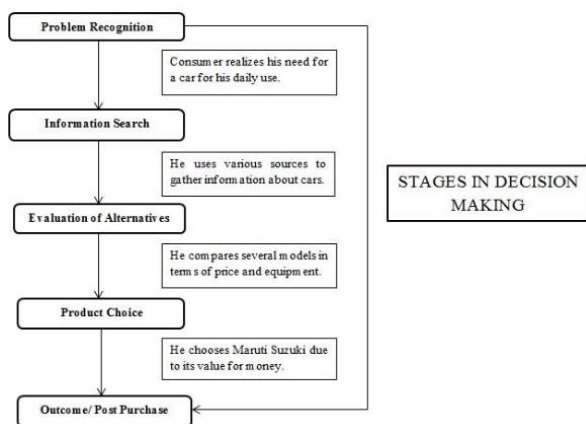 Problem Recognition
Consumer realizes his need for
a car for his daily use.
Information Search
He uses various sources to
gather information about cars.
STAGES IN DECISION
MAKING
Evaluation of Alternatives
He compares several models in
terms of price and equipment.
Product Choice
He chooses Maruti Suzuki due
to its value for money.
Outcome/ Post Purchase